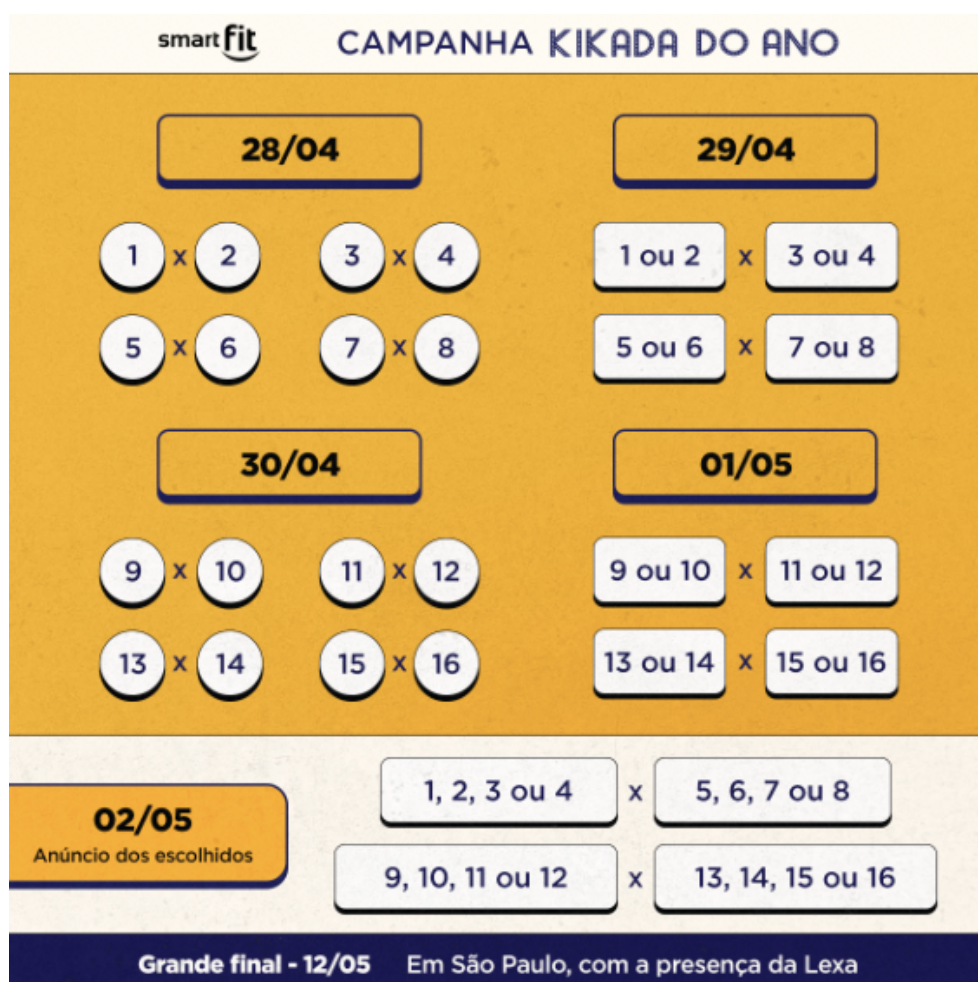 smart fit CAMPANHA KIKADA DO ANO
28/04
1 x 2 3 x 4
5 x 6 7 x 8
29/04
1 ou 2 x 3 ou 4
5 ou 6 x 7 ou 8
30/04
9 x 10 11 x 12
13 x 14 15 x 16
01/05
9 ou 10 x 11 ou 12
13 ou 14 x 15 ou 16
02/05
Anúncio dos escolhidos
1, 2, 3 ou 4 x 5, 6, 7 ou 8
9, 10, 11 ou 12 x 13, 14, 15 ou 16
Grande final - 12/05 Em São Paulo, com a presença da Lexa